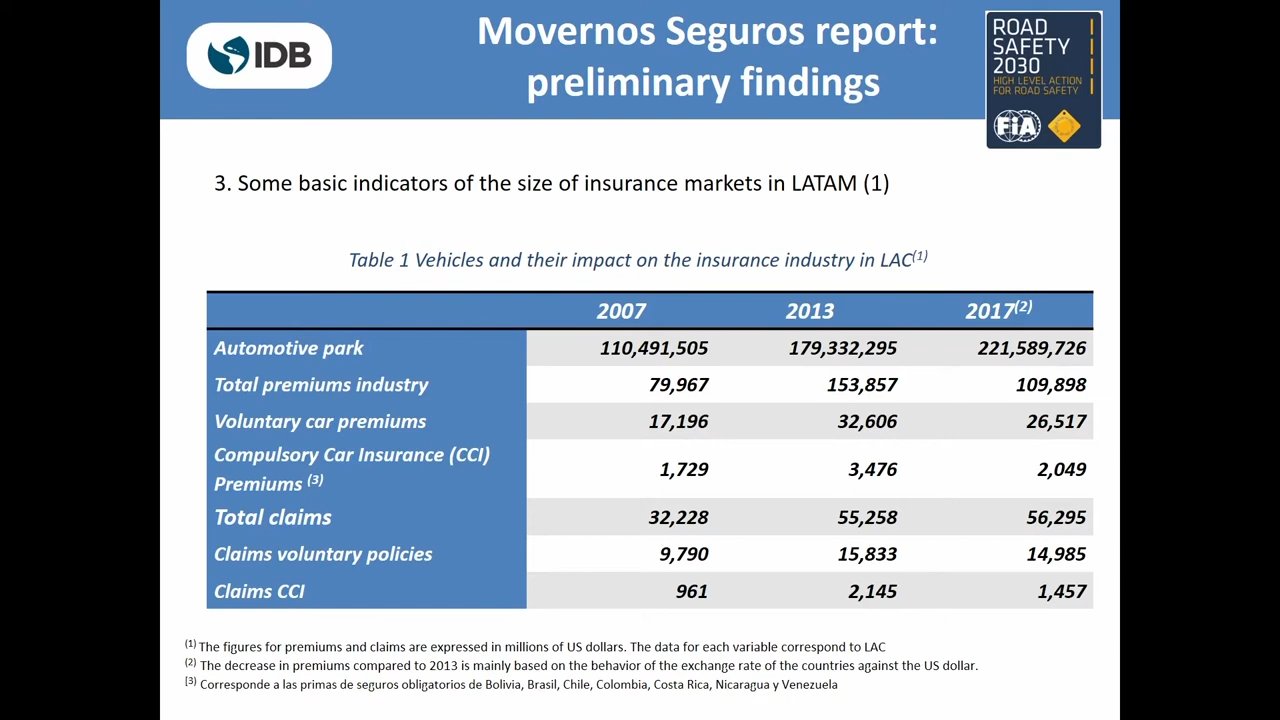 IDB
Movernos Seguros report:
preliminary findings
ROAD
SAFETY
2030
HIGH LEVEL ACTION
FOR ROAD SAFETY
FiA
3. Some basic indicators of the size of insurance markets in LATAM (1)
Table 1 Vehicles and their impact on the insurance industry in LAC(1)
2007 2013 2017(2)
Automotive park 110,491,505 179,332,295 221,589,726
Total premiums industry 79,967 153,857 109,898
Voluntary car premiums 17,196 32,606 26,517
Compulsory Car Insurance (CCI)
Premiums (3) 1,729 3,476 2,049
Total claims 32,228 55,258 56,295
Claims voluntary policies 9,790 15,833 14,985
Claims CCI 961 2,145 1,457
(1) The figures for premiums and claims are expressed in millions of US dollars. The data for each variable correspond to LAC
(2) The decrease in premiums compared to 2013 is mainly based on the behavior of the exchange rate of the countries against the US dollar.
[3) Corresponde a las primas de seguros obligatorios de Bolivia, Brasil, Chile, Colombia, Costa Rica, Nicaragua y Venezuela